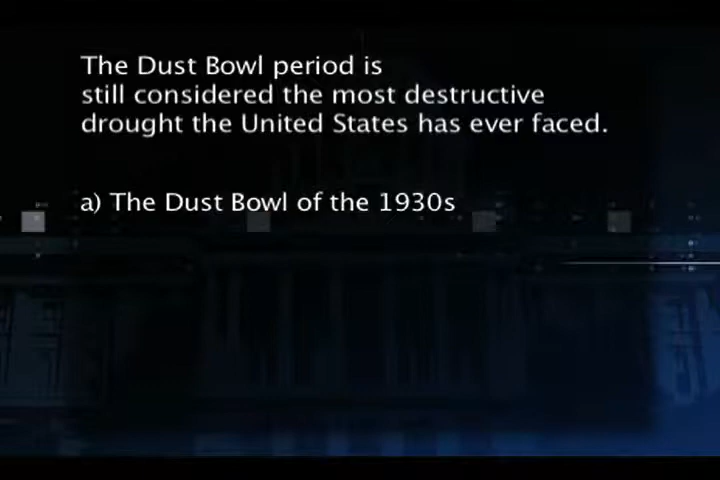 The Dust Bowl period is
still considered the most destructive
drought the United States has ever faced.
a) The Dust Bowl of the 1930s